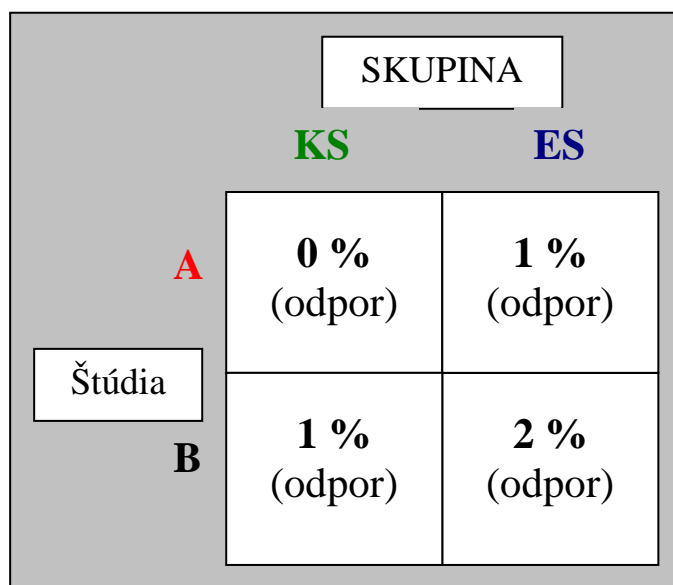 SKUPINA
KS ES
A 0 % 1 %
(odpor) (odpor)
Štúdia
B 1 % 2 %
(odpor) (odpor)